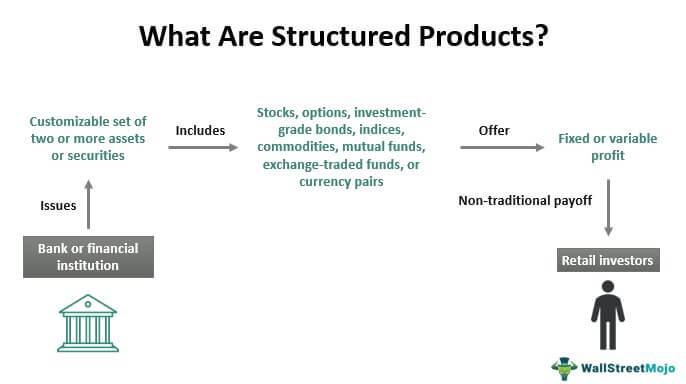 What Are Structured Products?
Customizable set of
two or more assets
or securities
Includes
Stocks, options, investment-
grade bonds, indices,
commodities, mutual funds,
exchange-traded funds, or
currency pairs
Offer
Fixed or variable
profit
Issues
Non-traditional payoff
Bank or financial
institution
Retail investors
WallStreetMojo